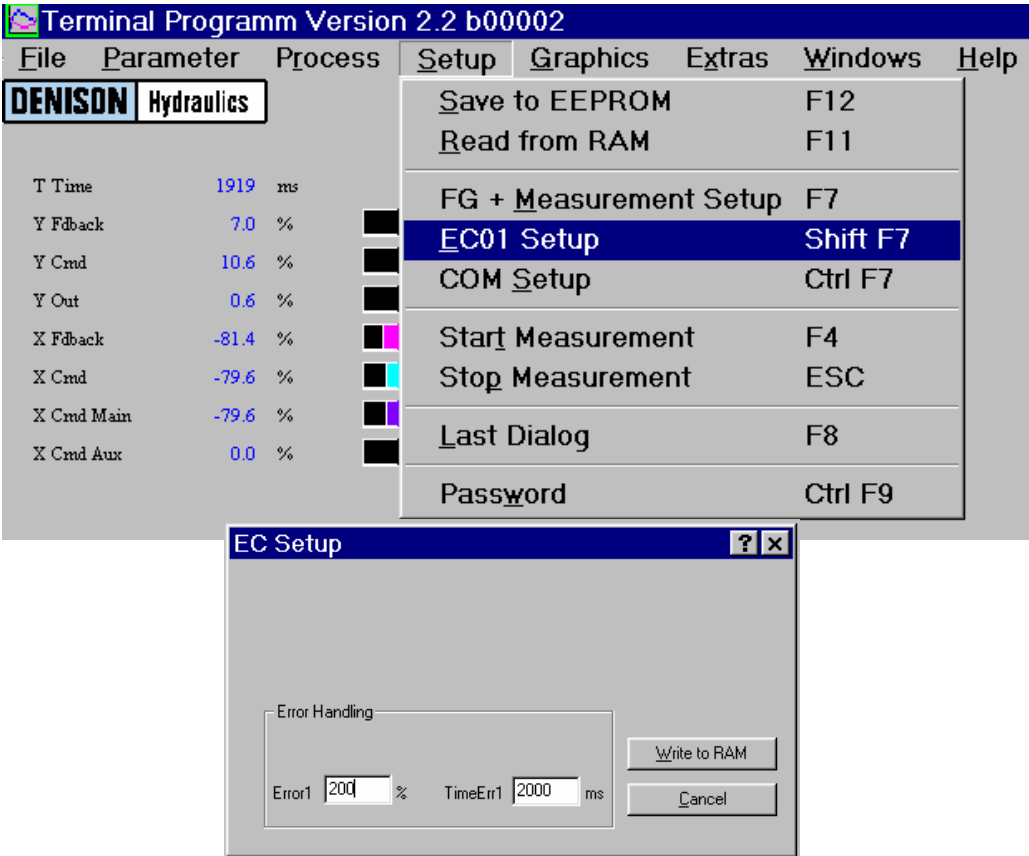 Terminal Programm Version 2.2 b00002
File Parameter Process Setup Graphics Extras Windows Help
DENISON Hydraulics
Save to EEPROM F12
Read from RAM F11
T Time 1919 ms
FG + Measurement Setup F7
Y Fdback 7.0 %
EC01 Setup Shift F7
Y Cmd 10.6 %
COM Setup Ctrl F7
Y Out 0.6 %
X Fdback -81.4 %
Start Measurement F4
X Cmd -79.6 %
Stop Measurement ESC
X Cmd Main -79.6 %
Last Dialog F8
X Cmd Aux 0.0 %
Password Ctrl F9
EC Setup ? ×
Error Handling
Write to RAM
Error1 200 % TimeErr1 2000 ms
Cancel